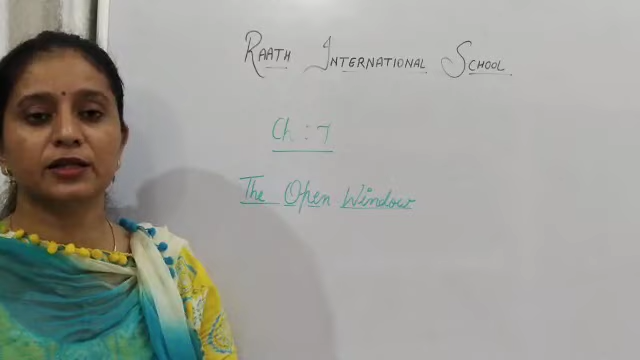 RAATH INTERNATIONAL SCHOOL.
Ch : 7
The Open Window